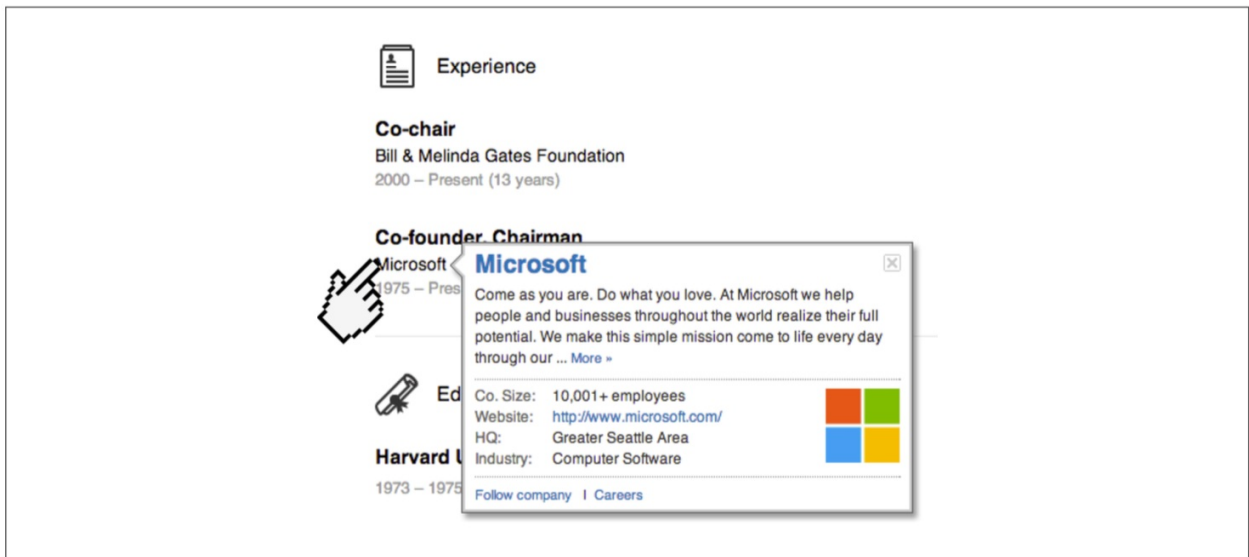 Experience
Co-chair
Bill & Melinda Gates Foundation
2000 – Present (13 years)
Co-founder, Chairman
Microsoft
1975 – Pres
Microsoft
Come as you are. Do what you love. At Microsoft we help
people and businesses throughout the world realize their full
potential. We make this simple mission come to life every day
through our ... More »
Co. Size: 10,001+ employees
Website: http://www.microsoft.com/
HQ: Greater Seattle Area
Industry: Computer Software
Follow company | Careers
Ed
Harvard U
1973 – 1975